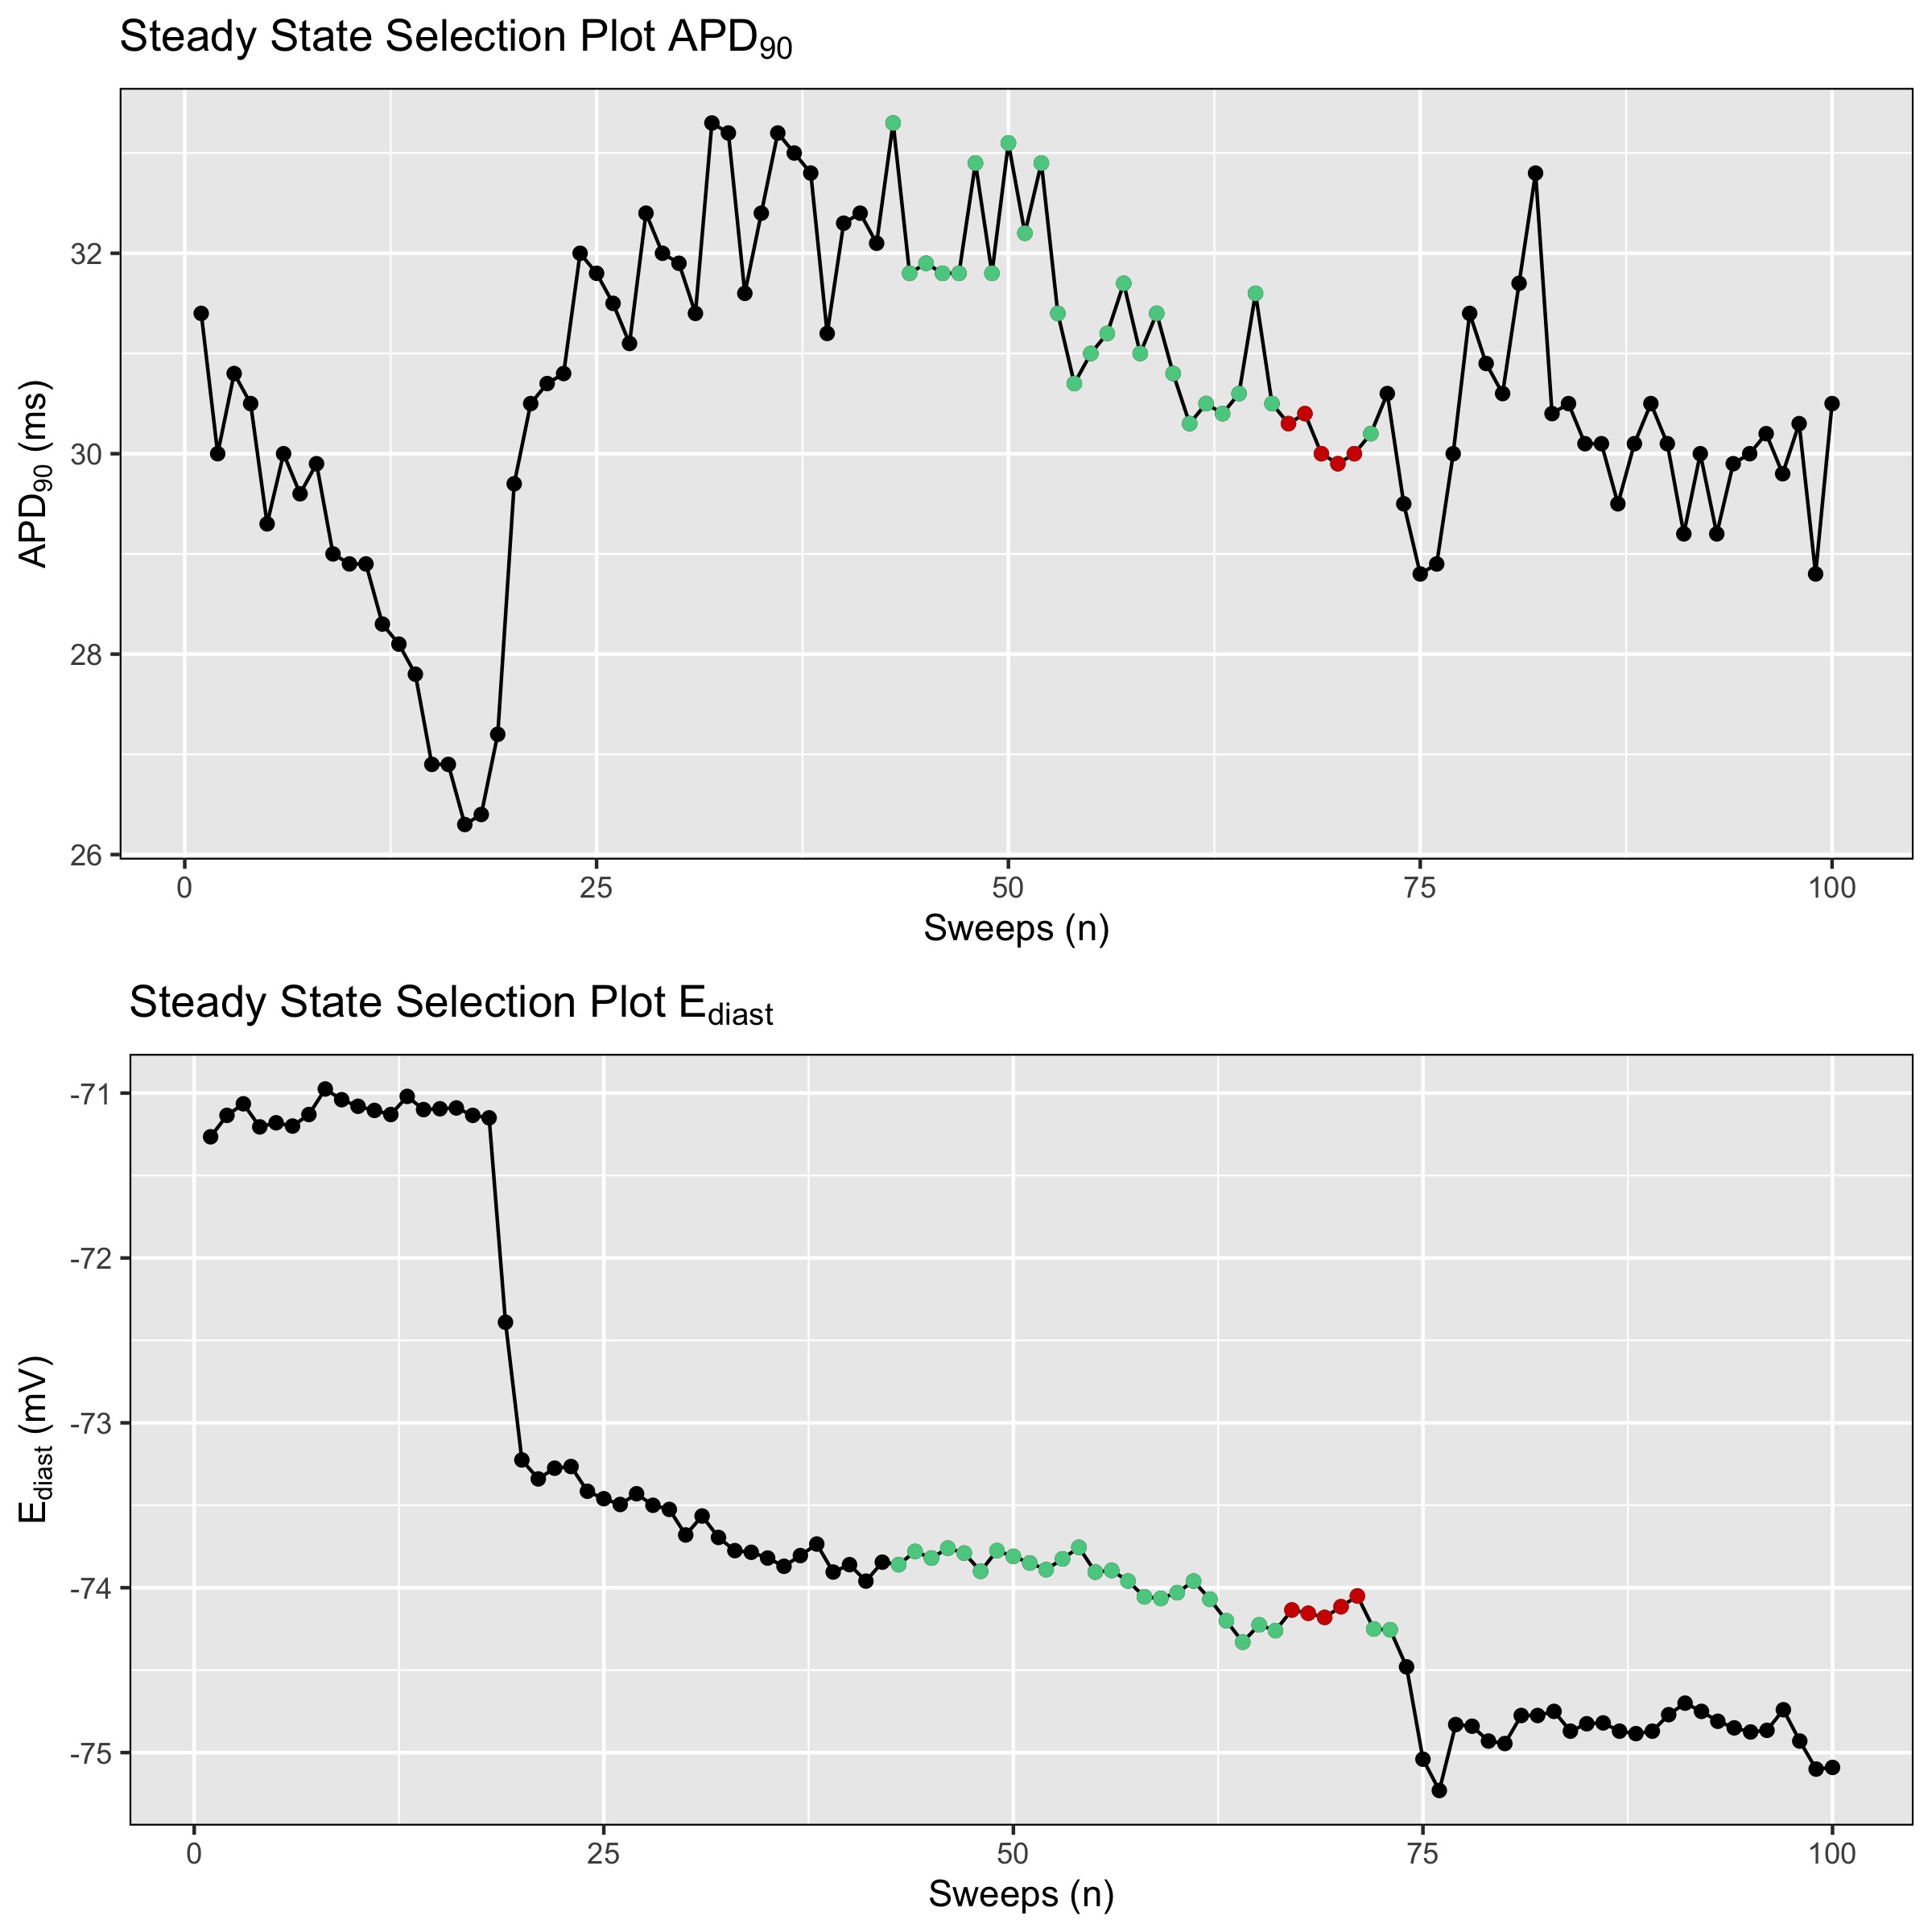 Steady State Selection Plot APD90
APD90 (ms)
32
30
28
26
0 25 50 75 100
Sweeps (n)
Steady State Selection Plot Ediast
Ediast (mV)
-71
-72
-73
-74
-75
0 25 50 75 100
Sweeps (n)